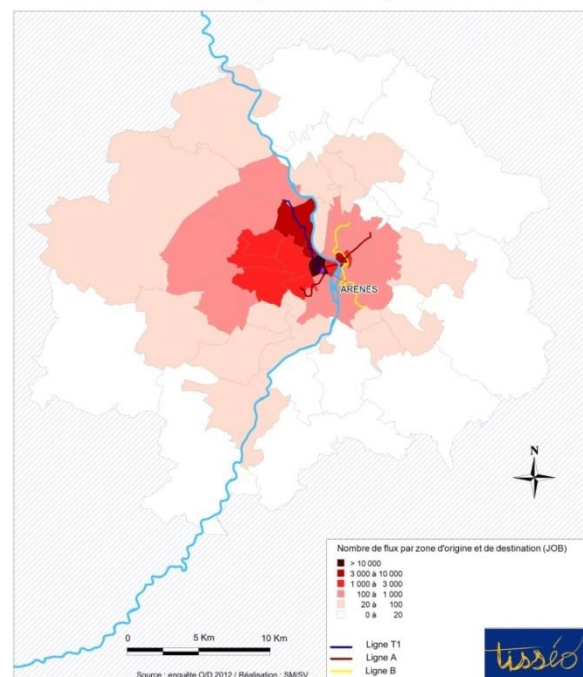 ARENES
N
Nombre de flux par zone d'origine et de destination (JOB)
> 10 000
3 000 à 10 000
1 000 à 3 000
100 à 1 000
20 à 100
0 à 20
Ligne T1
Ligne A
Ligne B
0 5 Km 10 Km
Source : enquête O/D 2012 / Réalisation : SM/SV
tisséo